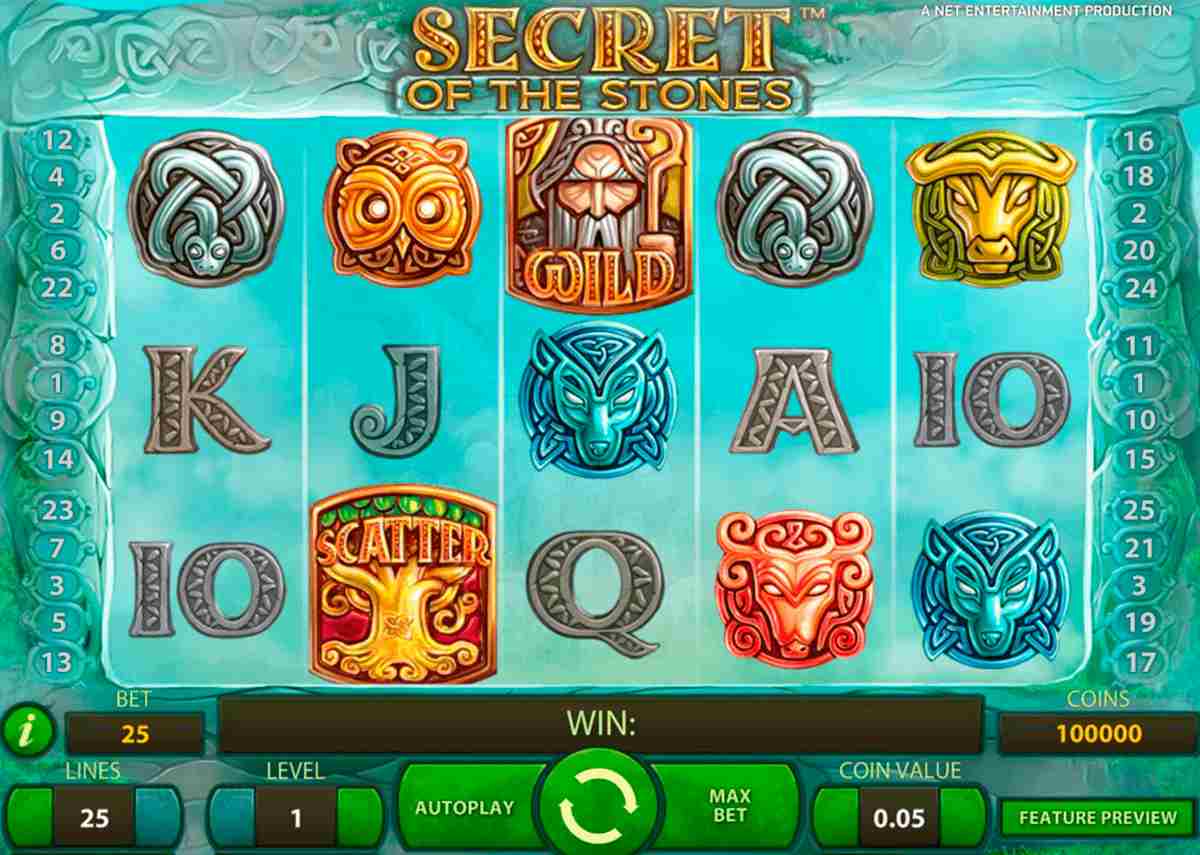 A NET ENTERTAINMENT PRODUCTION
SECRET™
OF THE STONES
12
4
2
6
22
8
1
9
14
23
7
3
5
13
WILD
K
J
A
10
10
SCATTER
Q
16
18
2
20
24
11
1
10
15
25
21
3
19
17
BET
25
WIN:
COINS
100000
i
LINES
25
LEVEL
1
AUTOPLAY
MAX
BET
COIN VALUE
0.05
FEATURE PREVIEW